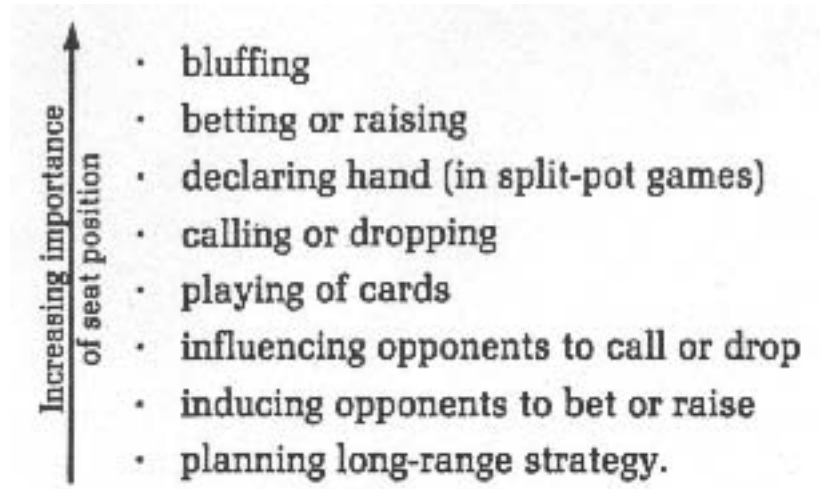 Increasing importance
of seat position
· bluffing
· betting or raising
· declaring hand (in split-pot games)
· calling or dropping
· playing of cards
· influencing opponents to call or drop
· inducing opponents to bet or raise
· planning long-range strategy.